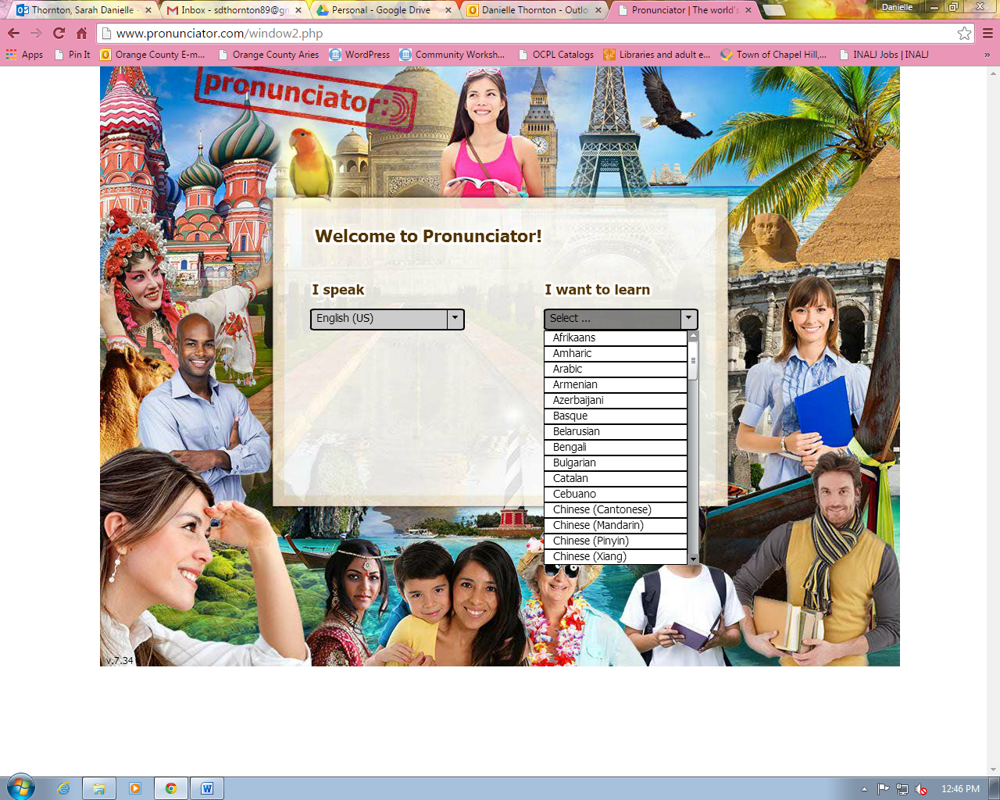 Thornton, Sarah Danielle -
Inbox - sdthornton89@gm
Personal - Google Drive
Danielle Thornton - Outlo
Pronunciator | The world's
Danielle
www.pronunciator.com/window2.php
Apps
Pin It
Orange County E-m...
Orange County Aries
WordPress
Community Worksh...
OCPL Catalogs
Libraries and adult e...
Town of Chapel Hill,...
INALJ Jobs | INALJ
»
pronunciator:
Welcome to Pronunciator!
I speak
I want to learn
English (US)
Select ...
Afrikaans
Amharic
Arabic
Armenian
Azerbaijani
Basque
Belarusian
Bengali
Bulgarian
Catalan
Cebuano
Chinese (Cantonese)
Chinese (Mandarin)
Chinese (Pinyin)
Chinese (Xiang)
v.7.34
12:46 PM